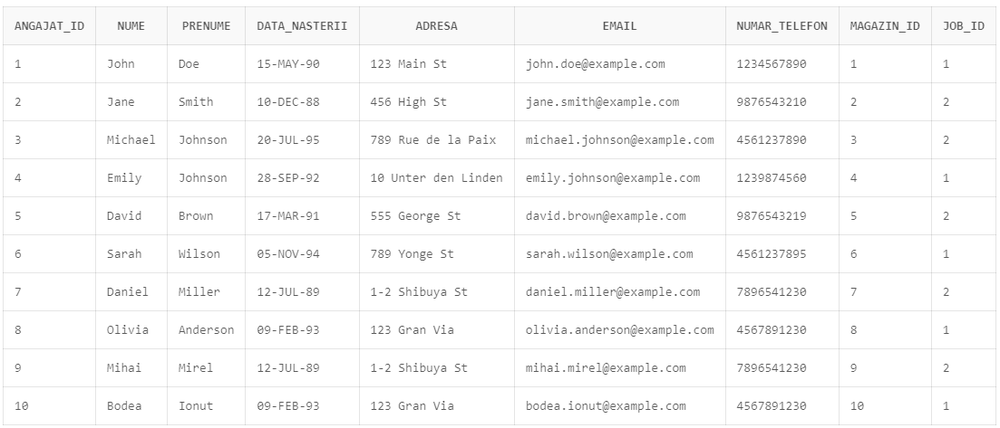 ANGAJAT_ID NUME PRENUME DATA_NASTERII ADRESA EMAIL NUMAR_TELEFON MAGAZIN_ID JOB_ID
1 John Doe 15-MAY-90 123 Main St john.doe@example.com 1234567890 1 1
2 Jane Smith 10-DEC-88 456 High St jane.smith@example.com 9876543210 2 2
3 Michael Johnson 20-JUL-95 789 Rue de la Paix michael.johnson@example.com 4561237890 3 2
4 Emily Johnson 28-SEP-92 10 Unter den Linden emily.johnson@example.com 1239874560 4 1
5 David Brown 17-MAR-91 555 George St david.brown@example.com 9876543219 5 2
6 Sarah Wilson 05-NOV-94 789 Yonge St sarah.wilson@example.com 4561237895 6 1
7 Daniel Miller 12-JUL-89 1-2 Shibuya St daniel.miller@example.com 7896541230 7 2
8 Olivia Anderson 09-FEB-93 123 Gran Via olivia.anderson@example.com 4567891230 8 1
9 Mihai Mirel 12-JUL-89 1-2 Shibuya St mihai.mirel@example.com 7896541230 9 2
10 Bodea Ionut 09-FEB-93 123 Gran Via bodea.ionut@example.com 4567891230 10 1